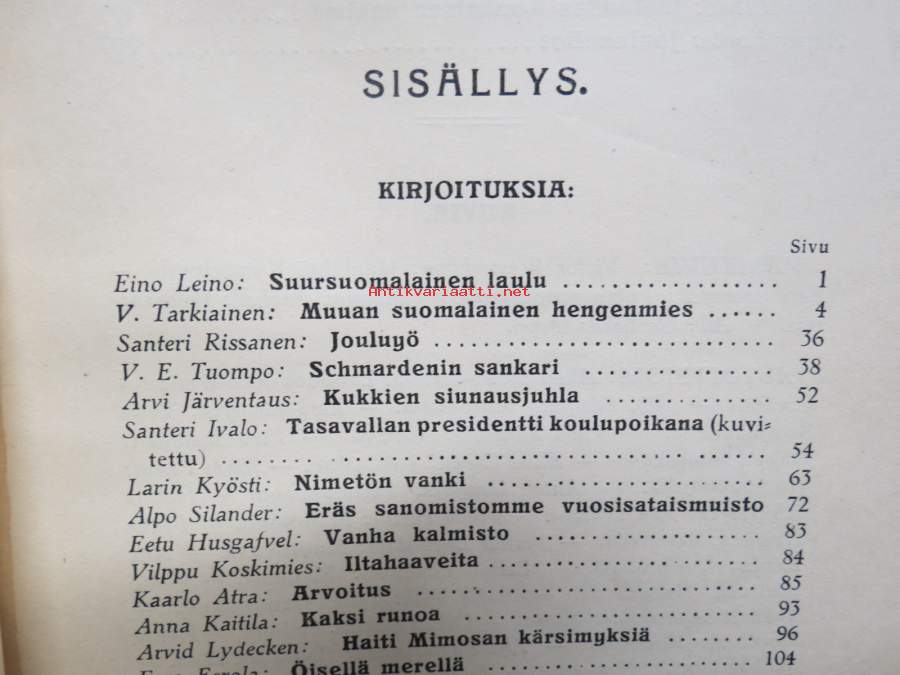 SISÄLLYS.
KIRJOITUKSIA:
Sivu
Eino Leino: Suursuomalainen laulu .................... 1
Antikvariaatti.net
V. Tarkiainen: Muuan suomalainen hengenmies ...... 4
Santeri Rissanen: Jouluyö ............................... 36
V. E. Tuompo: Schmardenin sankari ................. 38
Arvi Järventaus: Kukkien siunausjuhla ............... 52
Santeri Ivalo: Tasavallan presidentti koulupoikana (kuvi=
tettu) ........ ............................... ...... 54
Larin Kyösti: Nimetön vanki ......................... 63
Alpo Silander: Eräs sanomistomme vuosisataismuisto 72
Eetu Husgafvel: Vanha kalmisto ..................... 83
Vilppu Koskimies: Iltahaaveita ......................... 84
Kaarlo Atra: Arvoitus ............................... 85
Anna Kaitila: Kaksi runoa ............................ 93
Arvid Lydecken: Haiti Mimosan kärsimyksiä ........ 96
Öisellä merellä ......................... 104